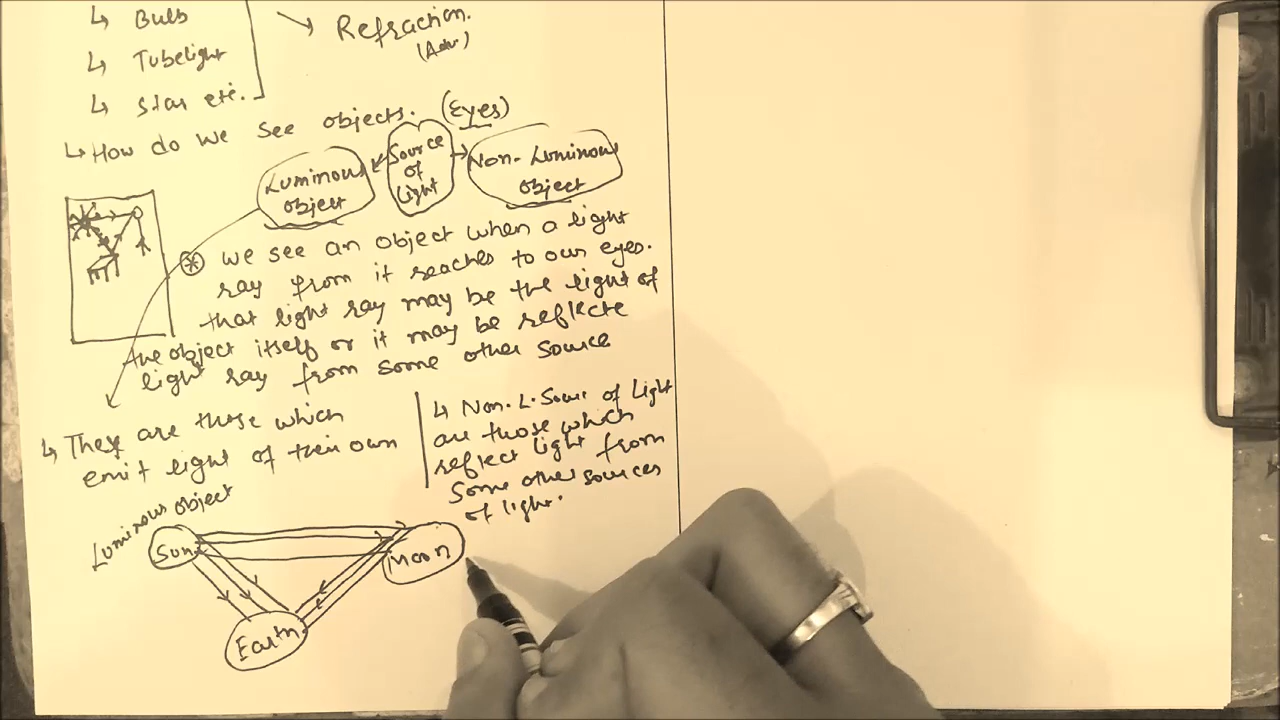 ↳ Bulb
↳ Tubelight
↳ Star etc.
Refraction.
(Adv.)
↳ How do we see objects. (Eyes)
Luminous object
Source of Light
Non-Luminous object
* we see an object when a light
ray from it reaches to our eyes.
that light ray may be the light of
the object itself or it may be reflecte
light ray from some other source
↳ They are those which
emit light of their own
↳ Non. L. Sour of Light
are those which
reflect light from
some other sources
of light.
Luminous object
Sun
Moon
Earth